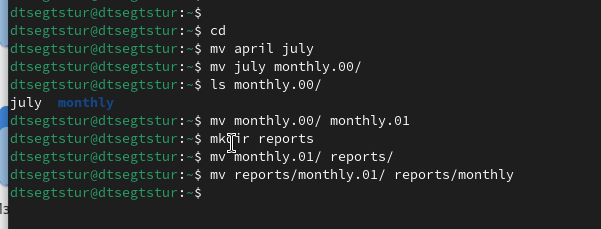 dtsegtstur@dtsegtstur:~$
dtsegtstur@dtsegtstur:~$ cd
dtsegtstur@dtsegtstur:~$ mv april july
dtsegtstur@dtsegtstur:~$ mv july monthly.00/
dtsegtstur@dtsegtstur:~$ ls monthly.00/
july  monthly
dtsegtstur@dtsegtstur:~$ mv monthly.00/ monthly.01
dtsegtstur@dtsegtstur:~$ mkdir reports
dtsegtstur@dtsegtstur:~$ mv monthly.01/ reports/
dtsegtstur@dtsegtstur:~$ mv reports/monthly.01/ reports/monthly
dtsegtstur@dtsegtstur:~$